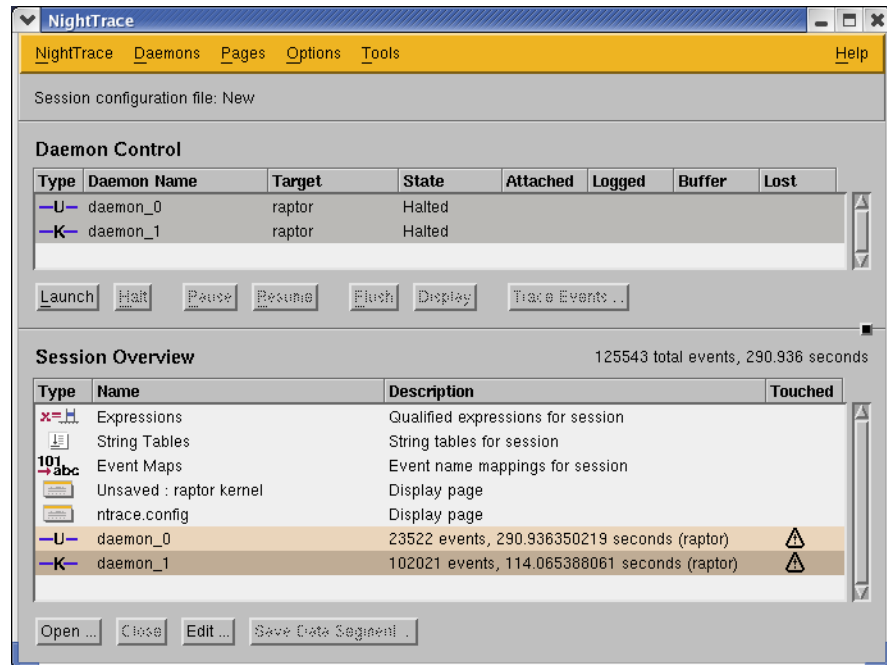 NightTrace
NightTrace Daemons Pages Options Tools Help
Session configuration file: New
Daemon Control
Type Daemon Name Target State Attached Logged Buffer Lost
U daemon_0 raptor Halted
K daemon_1 raptor Halted
Launch Halt Pause Resume Flush Display Trace Events . .
Session Overview 125543 total events, 290.936 seconds
Type Name Description Touched
x= Expressions Qualified expressions for session
String Tables String tables for session
101 abc Event Maps Event name mappings for session
Unsaved : raptor kernel Display page
ntrace.config Display page
U daemon_0 23522 events, 290.936350219 seconds (raptor)
K daemon_1 102021 events, 114.065388061 seconds (raptor)
Open ... Close Edit ... Save Data Segment .